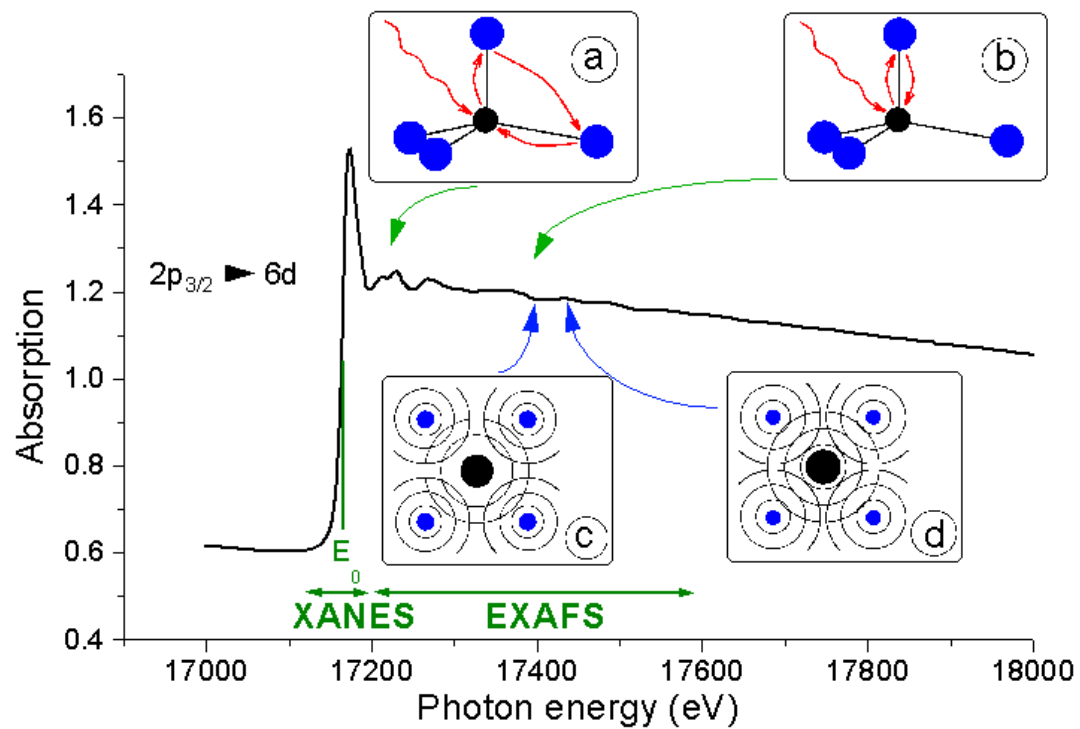 a
b
1.6
1.4
2p3/2 ► 6d
1.2
Absorption
1.0
0.8
c
d
0.6
E0
XANES
EXAFS
0.4
17000
17200
17400
17600
17800
18000
Photon energy (eV)